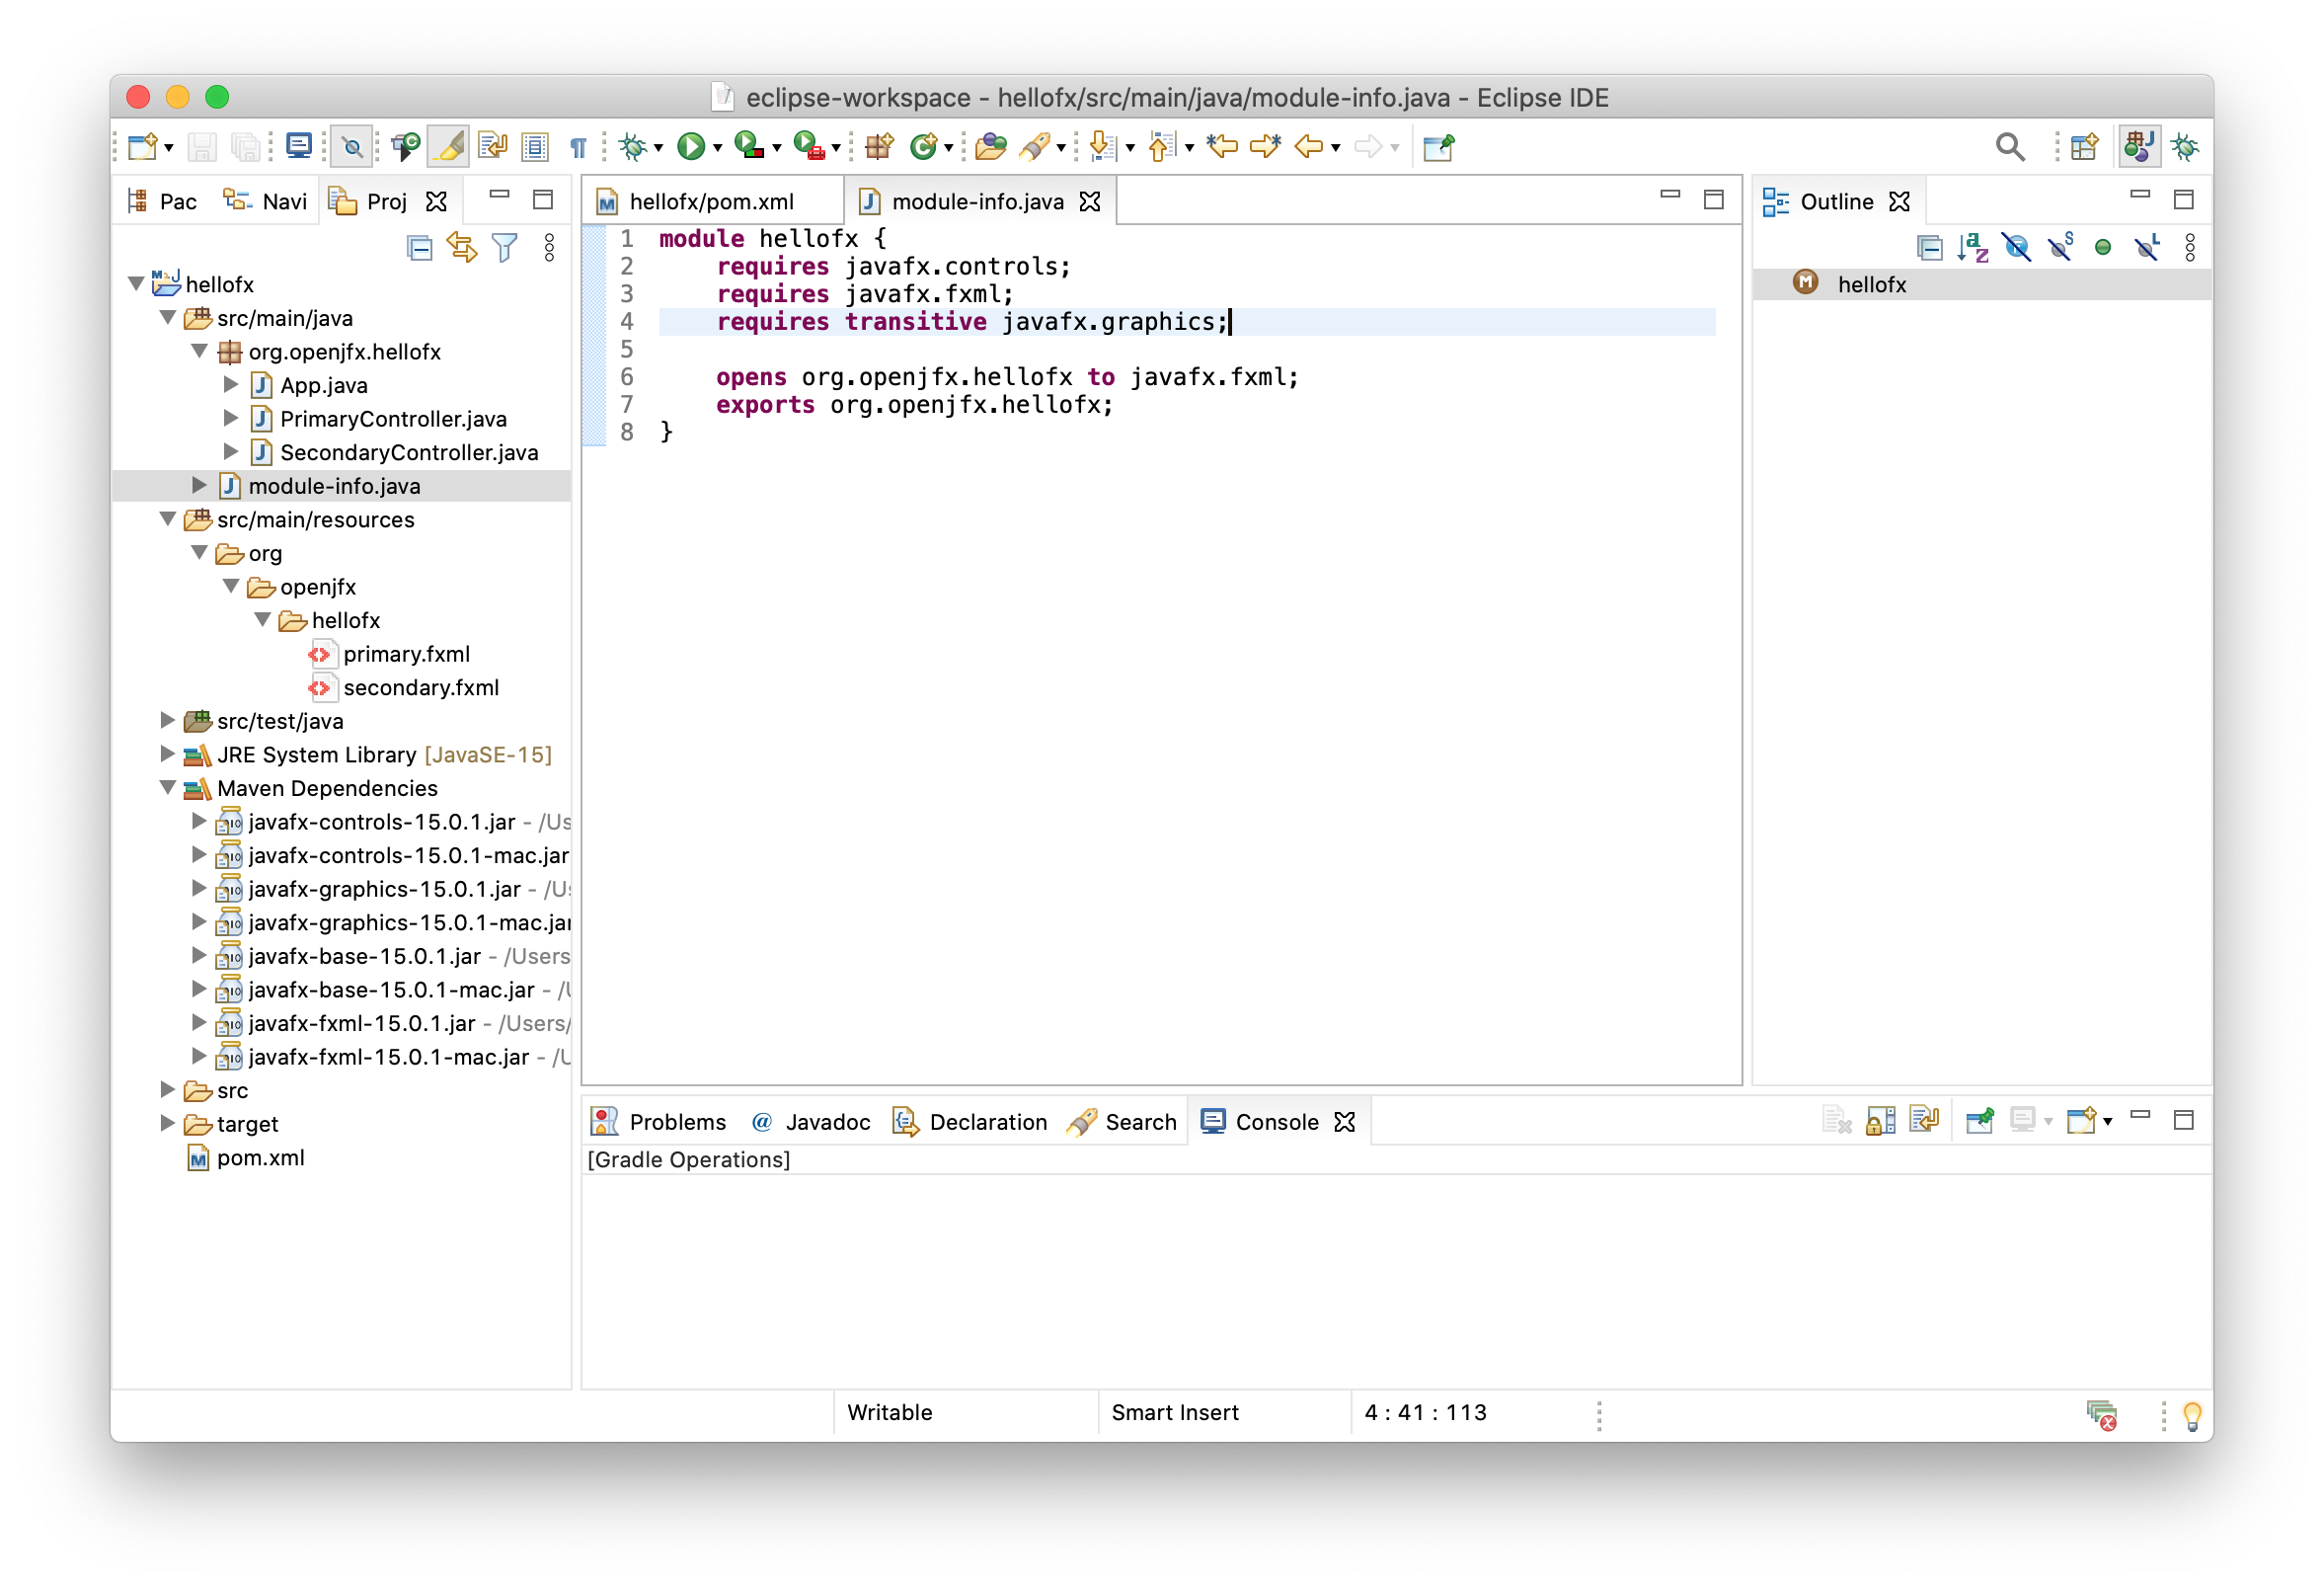 eclipse-workspace - hellofx/src/main/java/module-info.java - Eclipse IDE
Pac Navi Proj
hellofx
src/main/java
org.openjfx.hellofx
App.java
PrimaryController.java
SecondaryController.java
module-info.java
src/main/resources
org
openjfx
hellofx
primary.fxml
secondary.fxml
src/test/java
JRE System Library [JavaSE-15]
Maven Dependencies
javafx-controls-15.0.1.jar - /Us
javafx-controls-15.0.1-mac.jar
javafx-graphics-15.0.1.jar - /Us
javafx-graphics-15.0.1-mac.jar
javafx-base-15.0.1.jar - /Users
javafx-base-15.0.1-mac.jar - /U
javafx-fxml-15.0.1.jar - /Users/
javafx-fxml-15.0.1-mac.jar - /U
src
target
pom.xml
hellofx/pom.xml module-info.java
1 module hellofx {
2 requires javafx.controls;
3 requires javafx.fxml;
4 requires transitive javafx.graphics;
5
6 opens org.openjfx.hellofx to javafx.fxml;
7 exports org.openjfx.hellofx;
8 }
Outline
hellofx
Problems @ Javadoc Declaration Search Console
[Gradle Operations]
Writable Smart Insert 4 : 41 : 113